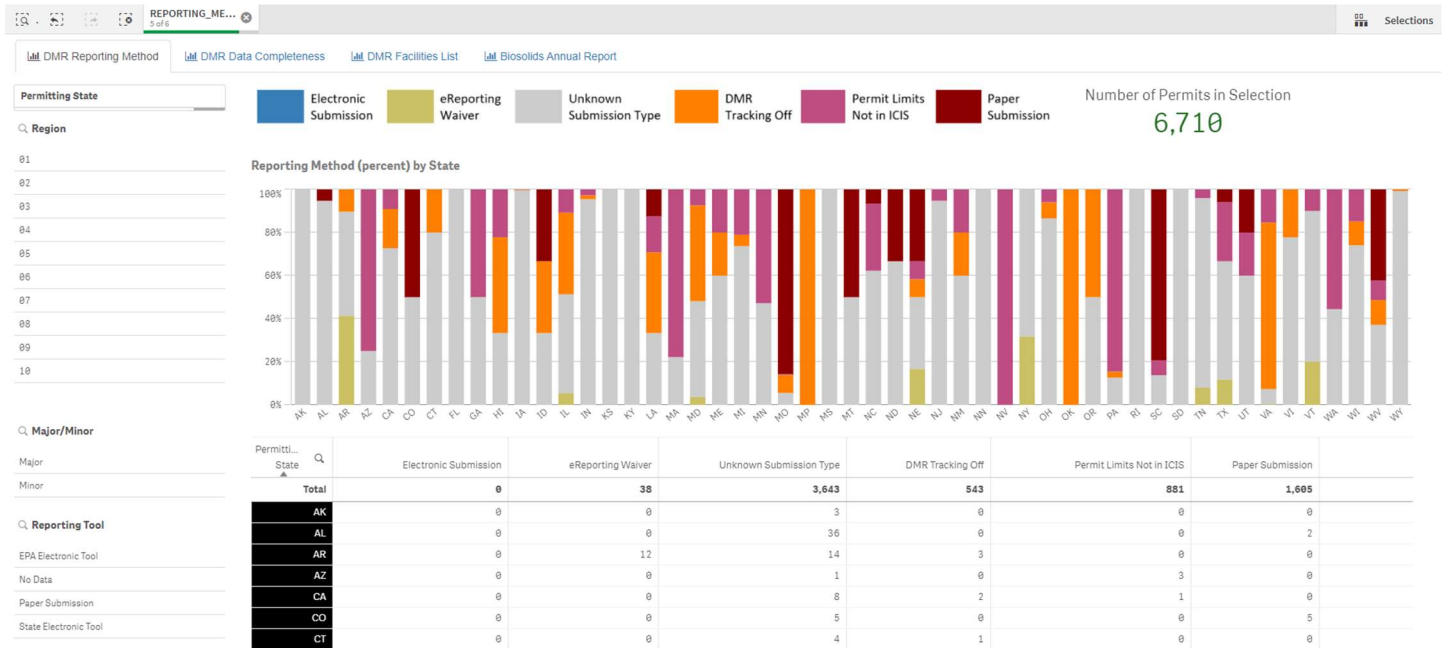 REPORTING_ME...
5 of 6
Selections
DMR Reporting Method
DMR Data Completeness
DMR Facilities List
Biosolids Annual Report
Permitting State
Region
01
02
03
04
05
06
07
08
09
10
Major/Minor
Major
Minor
Reporting Tool
EPA Electronic Tool
No Data
Paper Submission
State Electronic Tool
Electronic
Submission
eReporting
Waiver
Unknown
Submission Type
DMR
Tracking Off
Permit Limits
Not in ICIS
Paper
Submission
Number of Permits in Selection
6,710
Reporting Method (percent) by State
100%
80%
60%
40%
20%
0%
AK AL AR AZ CA CO CT FL GA HI IA ID IL IN KS KY LA MA MD ME MI MN MO MP MS MT NC ND NE NJ NM NN NV NY OH OK OR PA RI SC SD TN TX UT VA VI VT WA WI WV WY
Permitti... State Electronic Submission eReporting Waiver Unknown Submission Type DMR Tracking Off Permit Limits Not in ICIS Paper Submission
Total 0 38 3,643 543 881 1,605
AK 0 0 3 0 0 0
AL 0 0 36 0 0 2
AR 0 12 14 3 0 0
AZ 0 0 1 0 3 0
CA 0 0 8 2 1 0
CO 0 0 5 0 0 5
CT 0 0 4 1 0 0